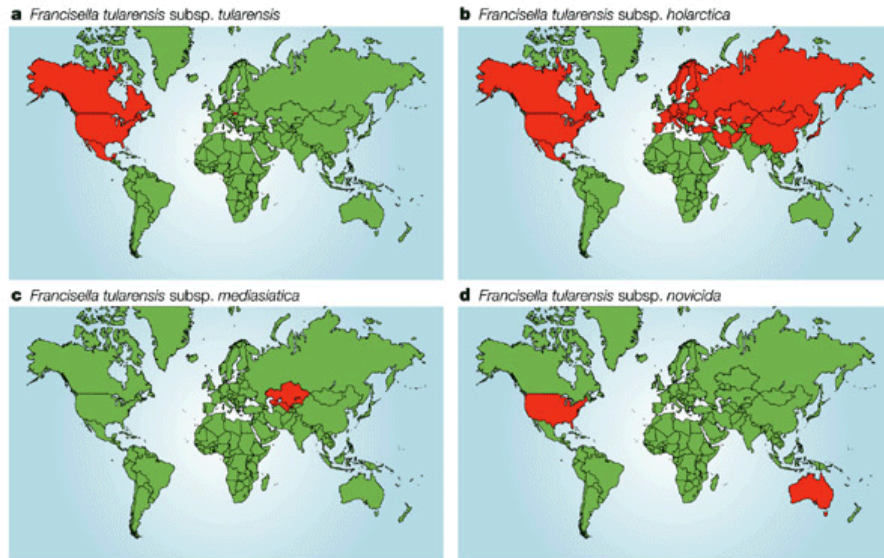 a Francisella tularensis subsp. tularensis
b Francisella tularensis subsp. holarctica
c Francisella tularensis subsp. mediasiatica
d Francisella tularensis subsp. novicida